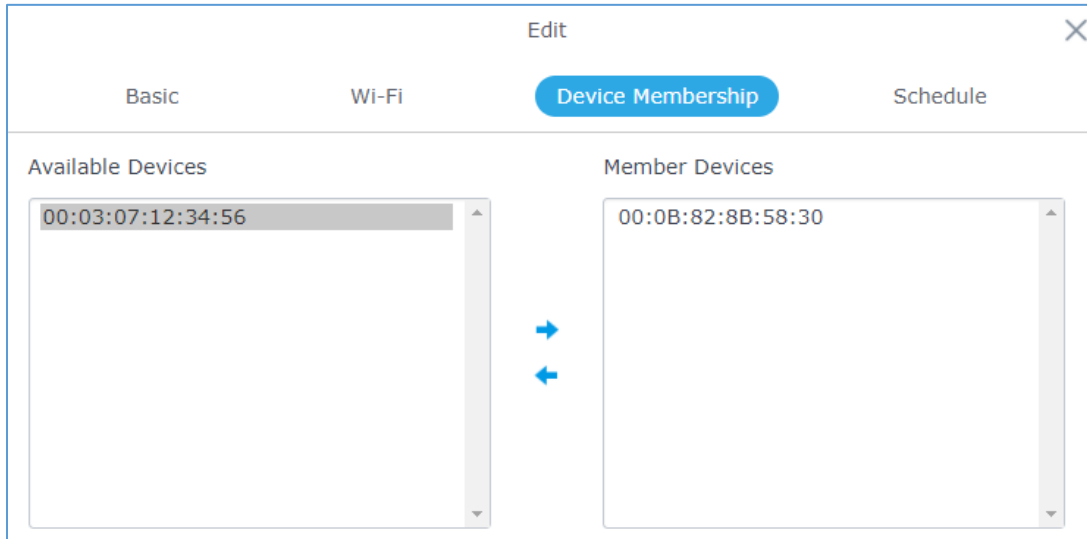 Edit
Basic Wi-Fi Device Membership Schedule
Available Devices Member Devices
00:03:07:12:34:56 00:0B:82:8B:58:30